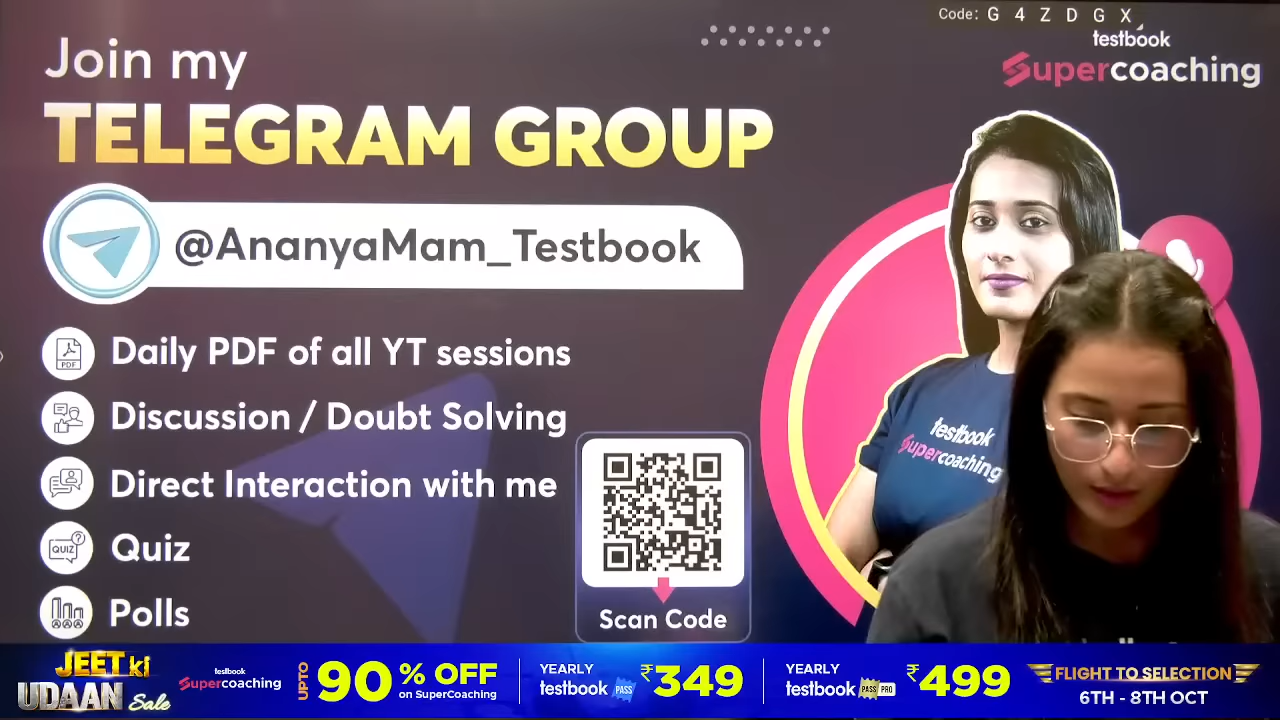 Code: G 4 Z D G X
testbook
Supercoaching
Join my
TELEGRAM GROUP
@AnanyaMam_Testbook
Daily PDF of all YT sessions
PDF
Discussion / Doubt Solving
Direct Interaction with me
QUIZ
Quiz
Polls
testbook
Supercoaching
Scan Code
JEET ki
UDAAN Sale
testbook
Supercoaching
UPTO 90% OFF
on SuperCoaching
YEARLY
testbook PASS
₹349
YEARLY
testbook PASS PRO
₹499
FLIGHT TO SELECTION
6TH - 8TH OCT